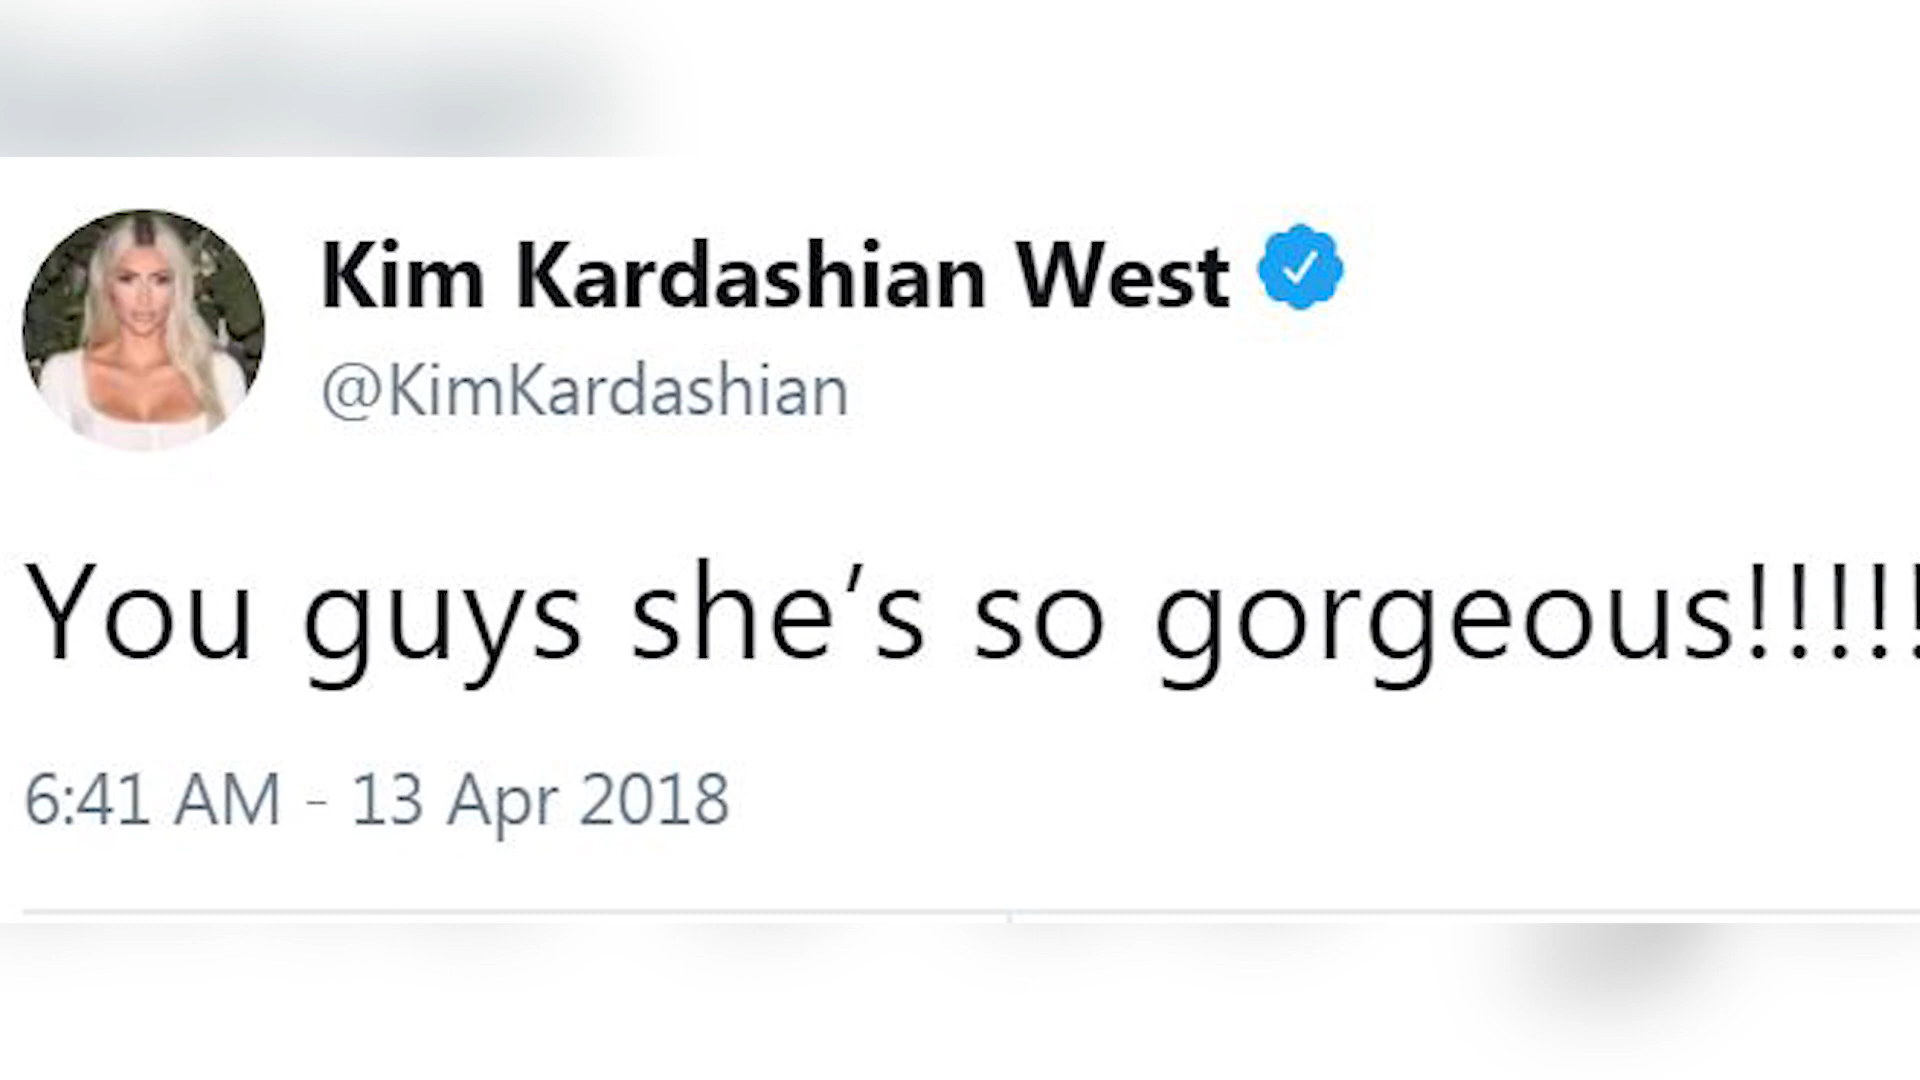 Kim Kardashian West
@KimKardashian
You guys she’s so gorgeous!!!!!
6:41 AM - 13 Apr 2018